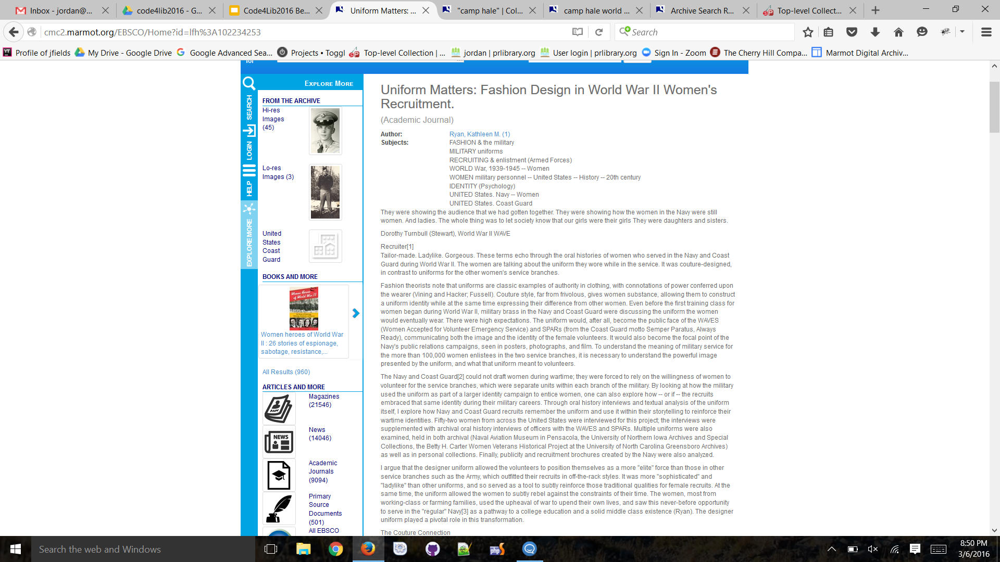 Inbox - jordan@...
code4lib2016 - G...
Code4Lib2016 Be...
Uniform Matters: ...
"camp hale" | Col...
camp hale world ...
Archive Search R...
Top-level Collect...
cmc2.marmot.org/EBSCO/Home?id=lfh%3A102234253
Search
Profile of jfields
My Drive - Google Drive
Google Advanced Sea...
Projects • Toggl
Top-level Collection | ...
jordan | prlibrary.org
User login | prlibrary.org
Sign In - Zoom
The Cherry Hill Compa...
Marmot Digital Archiv...
SEARCH
LOGIN
HELP
EXPLORE MORE
Explore More
FROM THE ARCHIVE
Hi-res
Images
(45)
Lo-res
Images (3)
United
States
Coast
Guard
BOOKS AND MORE
Women Heroes
of World War II
Women heroes of World War
II : 26 stories of espionage,
sabotage, resistance,...
All Results (960)
ARTICLES AND MORE
Magazines
(21546)
NEWS
News
(14046)
Academic
Journals
(9094)
Primary
Source
Documents
(501)
All EBSCO
Uniform Matters: Fashion Design in World War II Women's
Recruitment.
(Academic Journal)
Author: Ryan, Kathleen M. (1)
Subjects: FASHION & the military
MILITARY uniforms
RECRUITING & enlistment (Armed Forces)
WORLD War, 1939-1945 -- Women
WOMEN military personnel -- United States -- History -- 20th century
IDENTITY (Psychology)
UNITED States. Navy -- Women
UNITED States. Coast Guard
They were showing the audience that we had gotten together. They were showing how the women in the Navy were still
women. And ladies. The whole thing was to let society know that our girls were their girls They were daughters and sisters.
Dorothy Turnbull (Stewart), World War II WAVE
Recruiter[1]
Tailor-made. Ladylike. Gorgeous. These terms echo through the oral histories of women who served in the Navy and Coast
Guard during World War II. The women are talking about the uniform they wore while in the service. It was couture-designed,
in contrast to uniforms for the other women's service branches.
Fashion theorists note that uniforms are classic examples of authority in clothing, with connotations of power conferred upon
the wearer (Vining and Hacker; Fussell). Couture style, far from frivolous, gives women substance, allowing them to construct
a uniform identity while at the same time expressing their difference from other women. Even before the first training class for
women began during World War II, military brass in the Navy and Coast Guard were discussing the uniform the women
would eventually wear. There were high expectations. The uniform would, after all, become the public face of the WAVES
(Women Accepted for Volunteer Emergency Service) and SPARs (from the Coast Guard motto Semper Paratus, Always
Ready), communicating both the image and the identity of the female volunteers. It would also become the focal point of the
Navy's public relations campaigns, seen in posters, photographs, and film. To understand the meaning of military service for
the more than 100,000 women enlistees in the two service branches, it is necessary to understand the powerful image
presented by the uniform, and what that uniform meant to volunteers.
The Navy and Coast Guard[2] could not draft women during wartime; they were forced to rely on the willingness of women to
volunteer for the service branches, which were separate units within each branch of the military. By looking at how the military
used the uniform as part of a larger identity campaign to entice women, one can also explore how -- or if -- the recruits
embraced that same identity during their military careers. Through oral history interviews and textual analysis of the uniform
itself, I explore how Navy and Coast Guard recruits remember the uniform and use it within their storytelling to reinforce their
wartime identities. Fifty-two women from across the United States were interviewed for this project; the interviews were
supplemented with archival oral history interviews of officers with the WAVES and SPARs. Multiple uniforms were also
examined, held in both archival (Naval Aviation Museum in Pensacola, the University of Northern Iowa Archives and Special
Collections, the Betty H. Carter Women Veterans Historical Project at the University of North Carolina Greensboro Archives)
as well as in personal collections. Finally, publicity and recruitment brochures created by the Navy were also analyzed.
I argue that the designer uniform allowed the volunteers to position themselves as a more "elite" force than those in other
service branches such as the Army, which outfitted their recruits in off-the-rack styles. It was more "sophisticated" and
"ladylike" than other uniforms, and so served as a tool to subtly reinforce those traditional qualities for female recruits. At the
same time, the uniform allowed the women to subtly rebel against the constraints of their time. The women, most from
working-class or farming families, used the upheaval of war to upend their own lives, and saw this never-before opportunity
to serve in the "regular" Navy[3] as a pathway to a college education and a solid middle class existence (Ryan). The designer
uniform played a pivotal role in this transformation.
The Couture Connection
Search the web and Windows
php
8:50 PM
3/6/2016